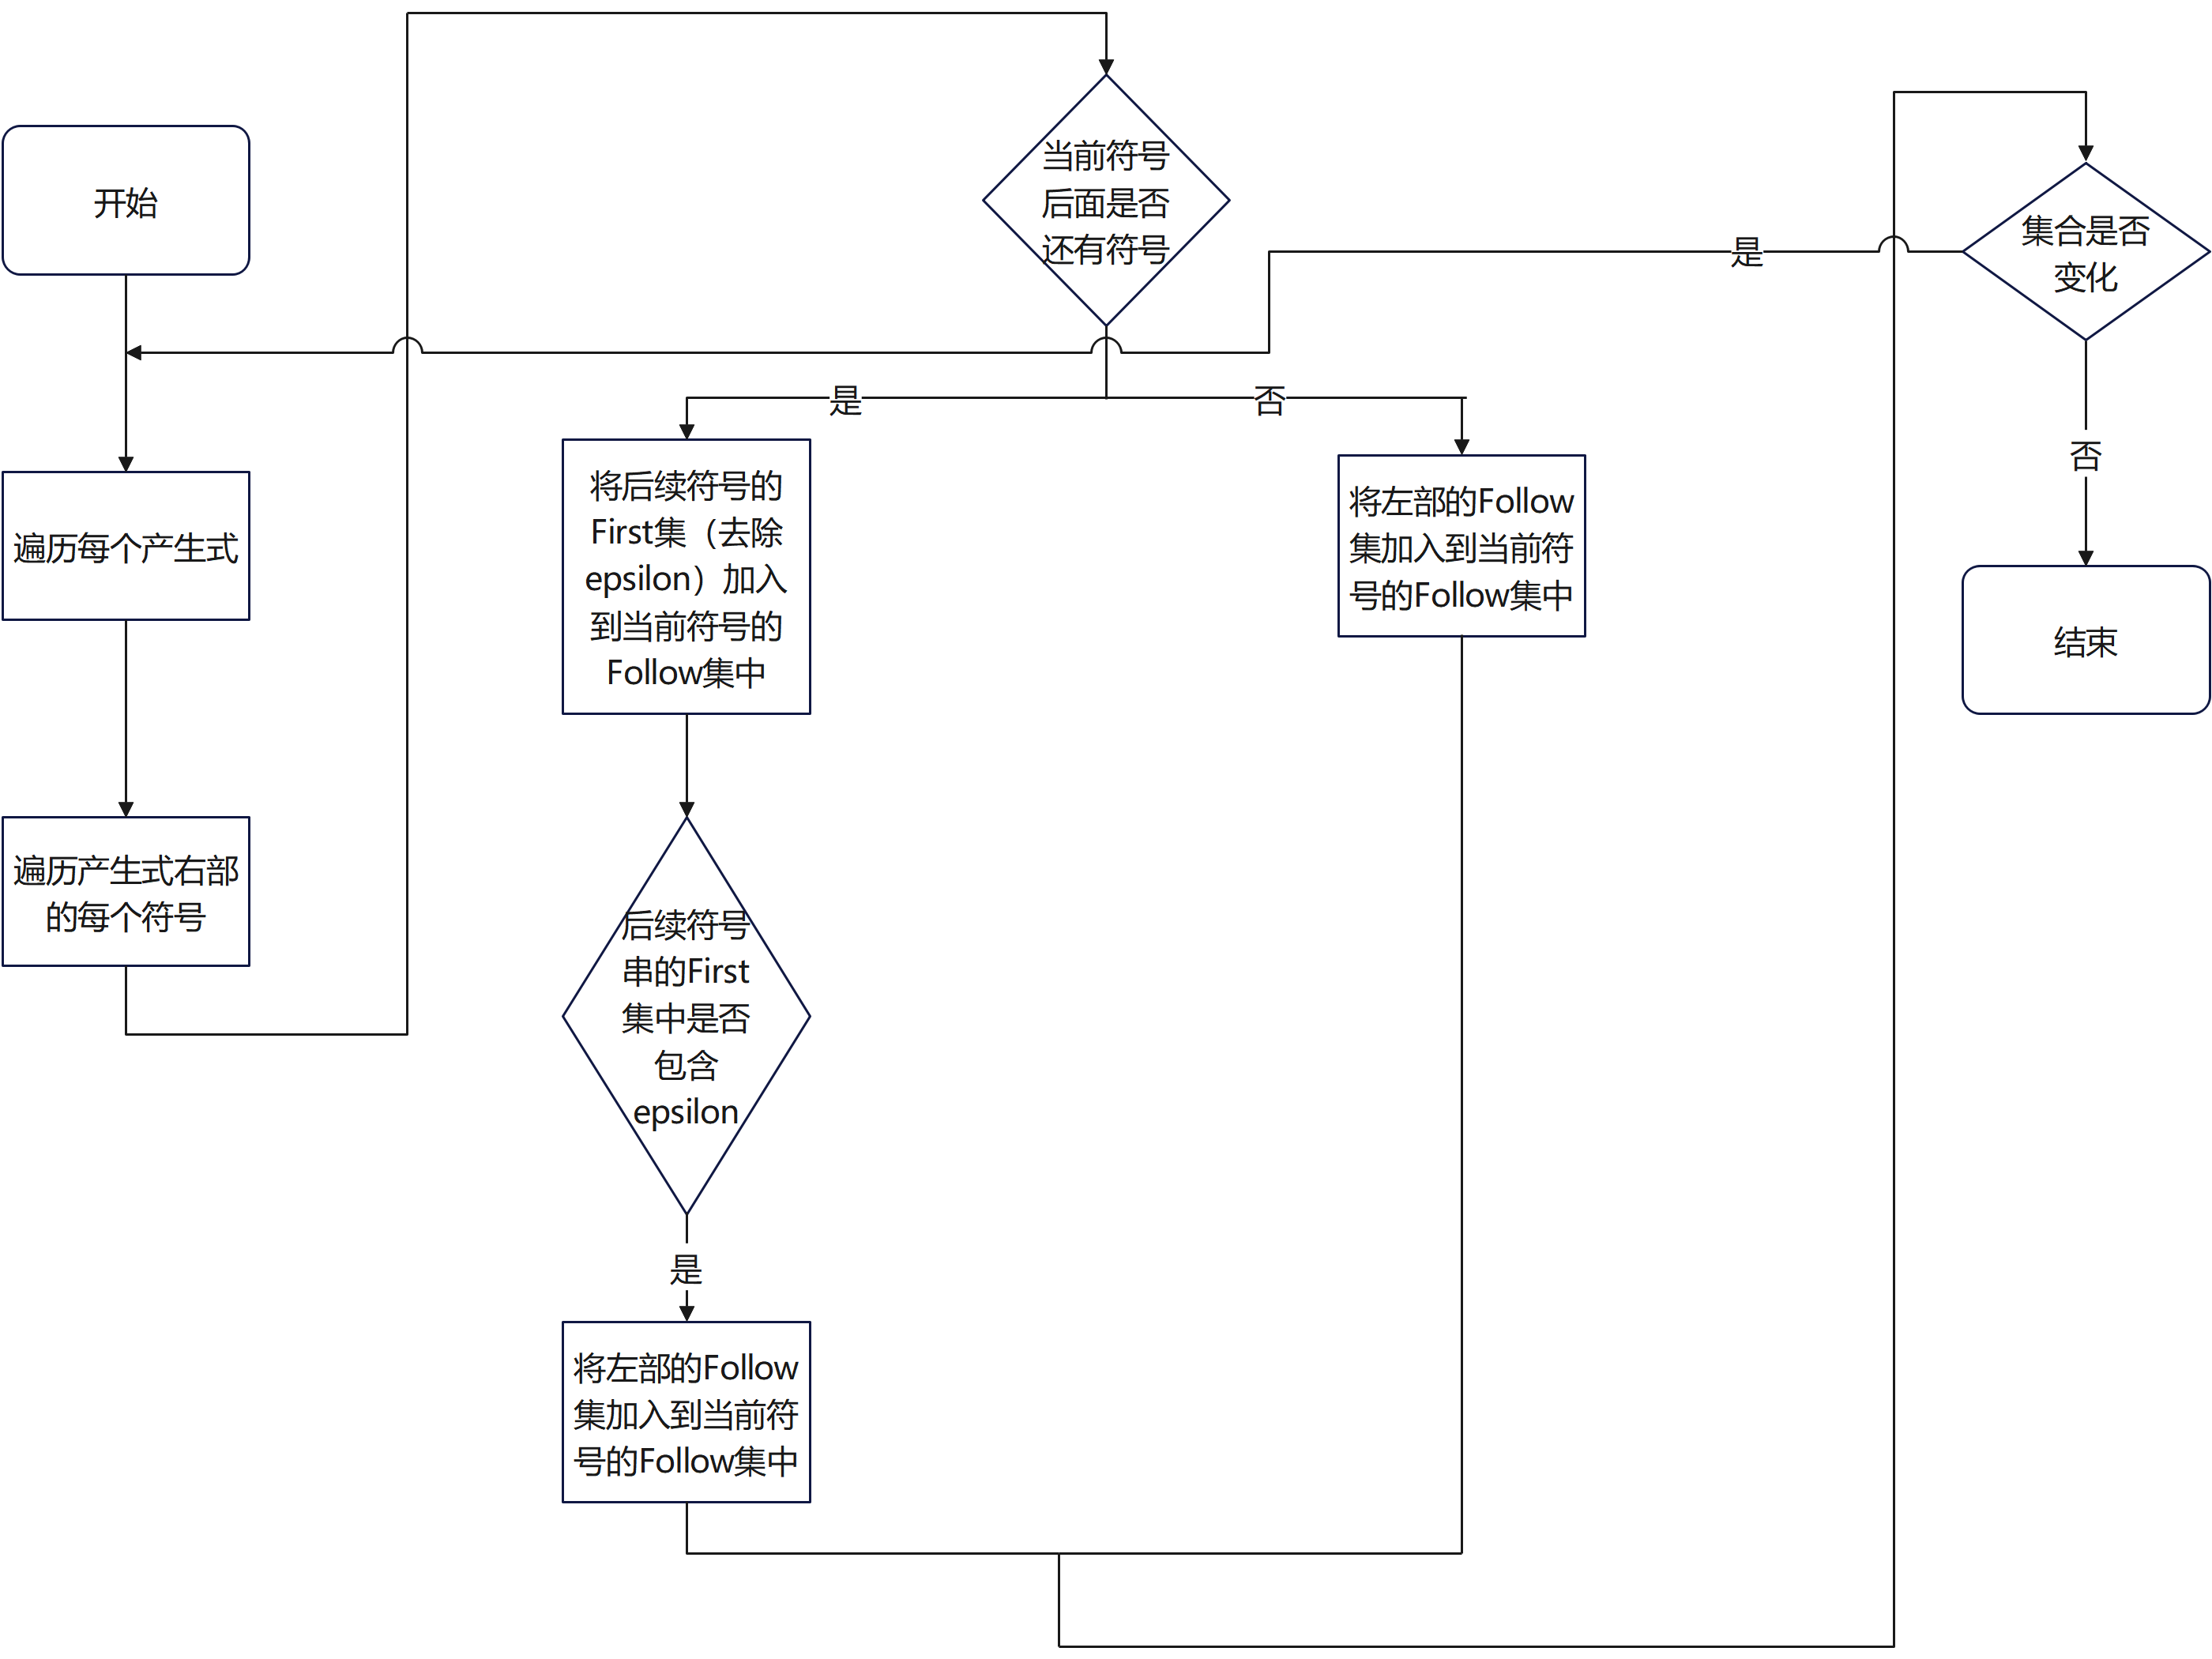 开始
遍历每个产生式
遍历产生式右部
的每个符号
当前符号
后面是否
还有符号
是
否
将后续符号的
First集（去除
epsilon）加入
到当前符号的
Follow集中
后续符号
串的First
集中是否
包含
epsilon
是
将左部的Follow
集加入到当前符
号的Follow集中
将左部的Follow
集加入到当前符
号的Follow集中
集合是否
变化
是
否
结束